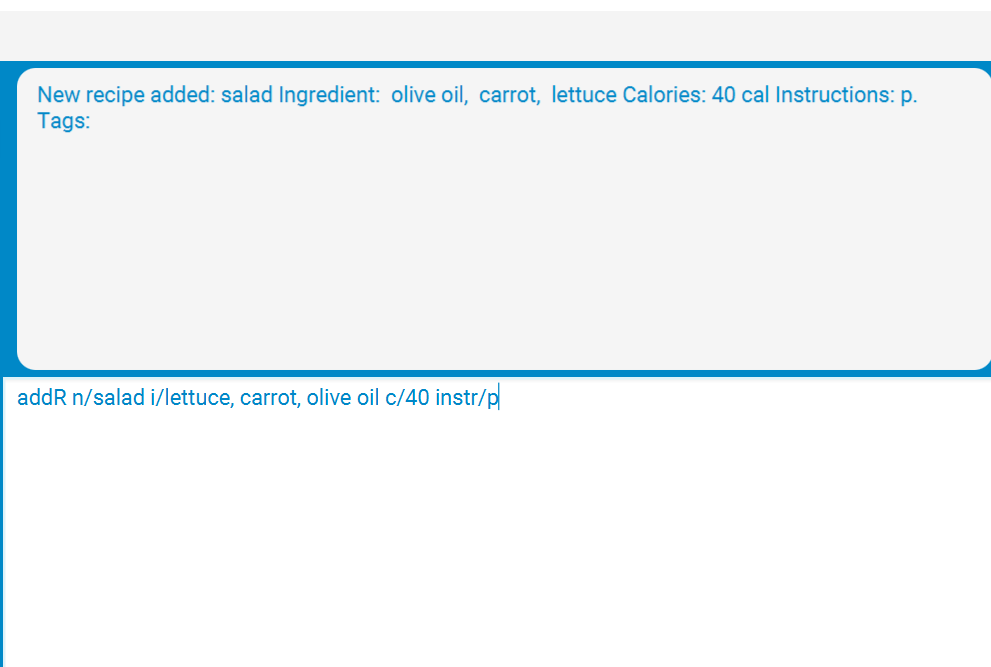 New recipe added: salad Ingredient:  olive oil,  carrot,  lettuce Calories: 40 cal Instructions: p.
Tags:
addR n/salad i/lettuce, carrot, olive oil c/40 instr/p